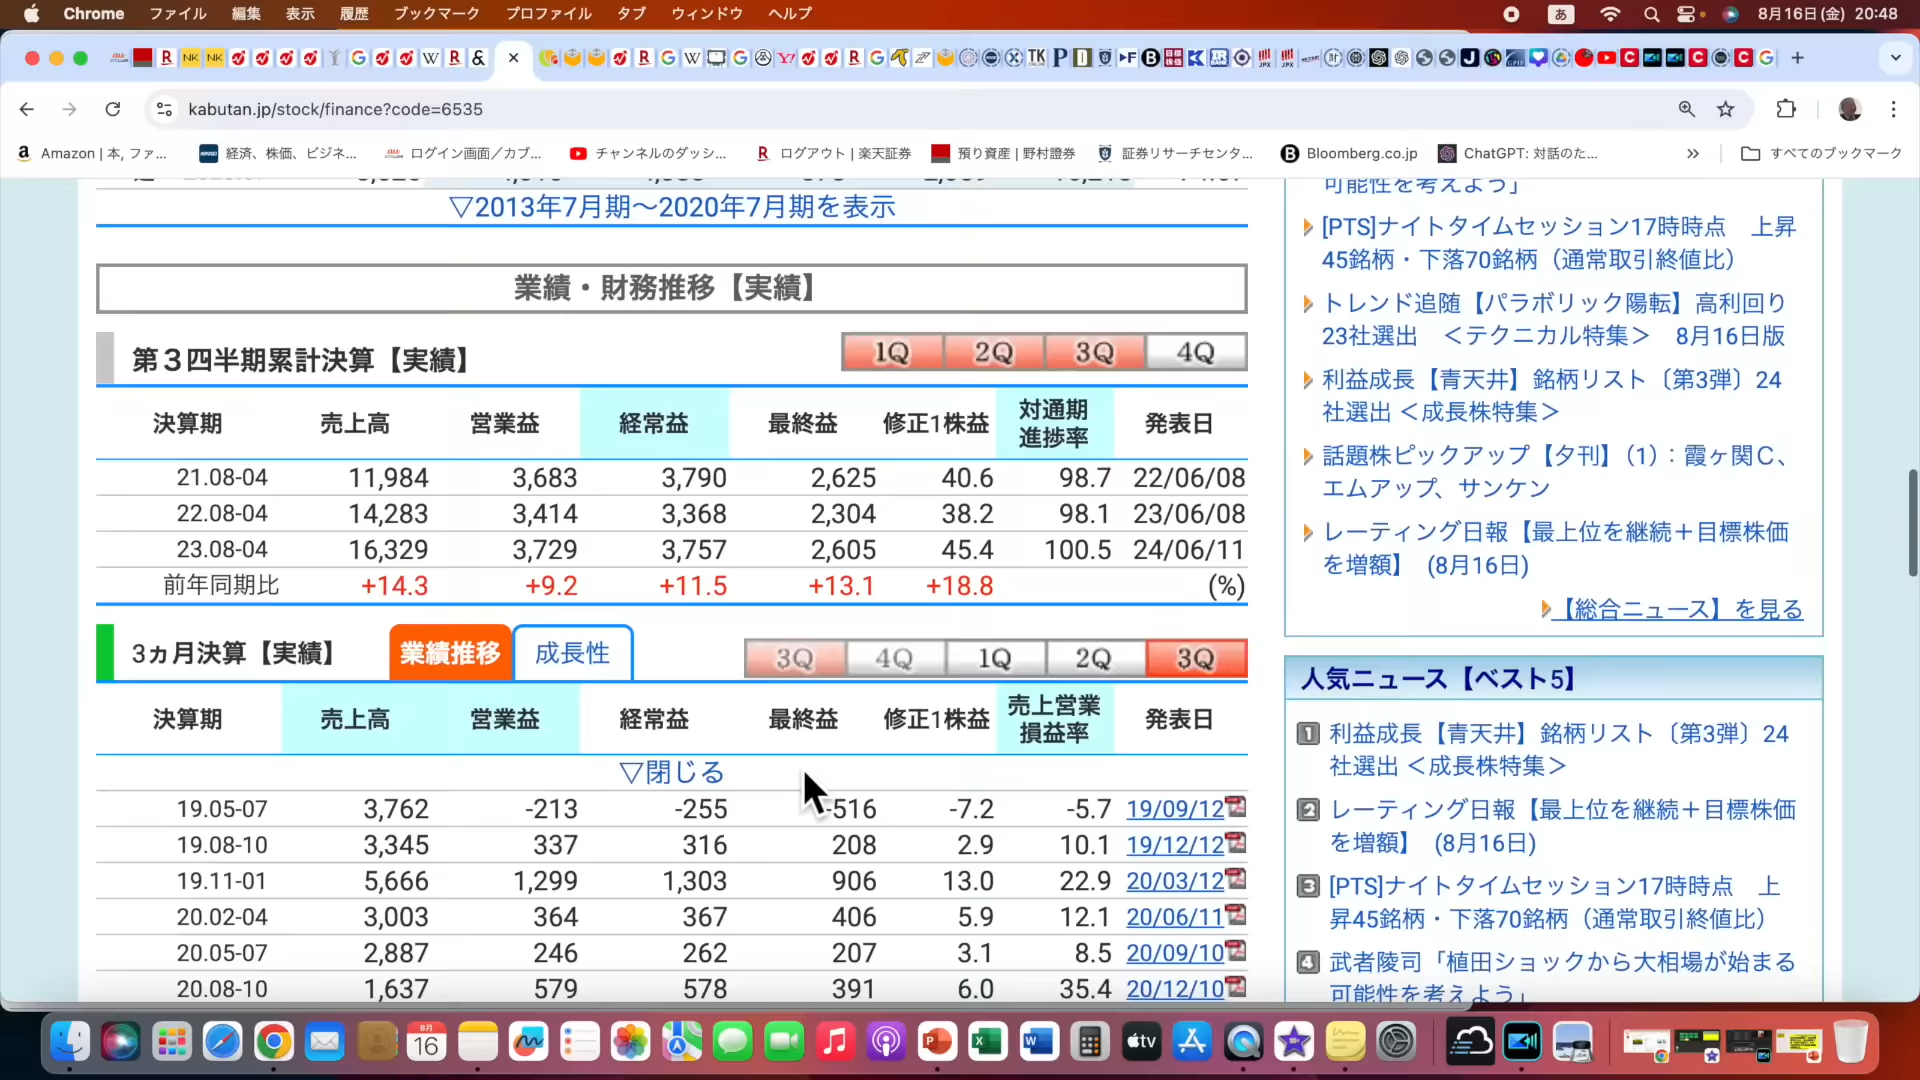 Chrome ファイル 編集 表示 履歴 ブックマーク プロファイル タブ ウィンドウ ヘルプ あ 8月16日(金) 20:48
kabutan.jp/stock/finance?code=6535
Amazon | 本, ファ... 経済、株価、ビジネ... ログイン画面／カブ... チャンネルのダッシ... ログアウト | 楽天証券 預り資産 | 野村證券 証券リサーチセンタ... Bloomberg.co.jp ChatGPT: 対話のた... » すべてのブックマーク
▽2013年7月期〜2020年7月期を表示
業績・財務推移【実績】
第３四半期累計決算【実績】 1Q 2Q 3Q 4Q
決算期 売上高 営業益 経常益 最終益 修正1株益 対通期進捗率 発表日
21.08-04 11,984 3,683 3,790 2,625 40.6 98.7 22/06/08
22.08-04 14,283 3,414 3,368 2,304 38.2 98.1 23/06/08
23.08-04 16,329 3,729 3,757 2,605 45.4 100.5 24/06/11
前年同期比 +14.3 +9.2 +11.5 +13.1 +18.8 (%)
3ヵ月決算【実績】 業績推移 成長性 3Q 4Q 1Q 2Q 3Q
決算期 売上高 営業益 経常益 最終益 修正1株益 売上営業損益率 発表日
▽閉じる
19.05-07 3,762 -213 -255 -516 -7.2 -5.7 19/09/12
19.08-10 3,345 337 316 208 2.9 10.1 19/12/12
19.11-01 5,666 1,299 1,303 906 13.0 22.9 20/03/12
20.02-04 3,003 364 367 406 5.9 12.1 20/06/11
20.05-07 2,887 246 262 207 3.1 8.5 20/09/10
20.08-10 1,637 579 578 391 6.0 35.4 20/12/10
可能性を考えよう」
[PTS]ナイトタイムセッション17時時点　上昇
45銘柄・下落70銘柄（通常取引終値比）
トレンド追随【パラボリック陽転】高利回り
23社選出　＜テクニカル特集＞　8月16日版
利益成長【青天井】銘柄リスト〔第3弾〕24
社選出 ＜成長株特集＞
話題株ピックアップ【夕刊】（1）：霞ヶ関Ｃ、
エムアップ、サンケン
レーティング日報【最上位を継続＋目標株価
を増額】 (8月16日)
【総合ニュース】を見る
人気ニュース【ベスト5】
1 利益成長【青天井】銘柄リスト〔第3弾〕24
社選出 ＜成長株特集＞
2 レーティング日報【最上位を継続＋目標株価
を増額】 (8月16日)
3 [PTS]ナイトタイムセッション17時時点　上
昇45銘柄・下落70銘柄（通常取引終値比）
4 武者陵司「植田ショックから大相場が始まる
可能性を考えよう」
8月 16 tv